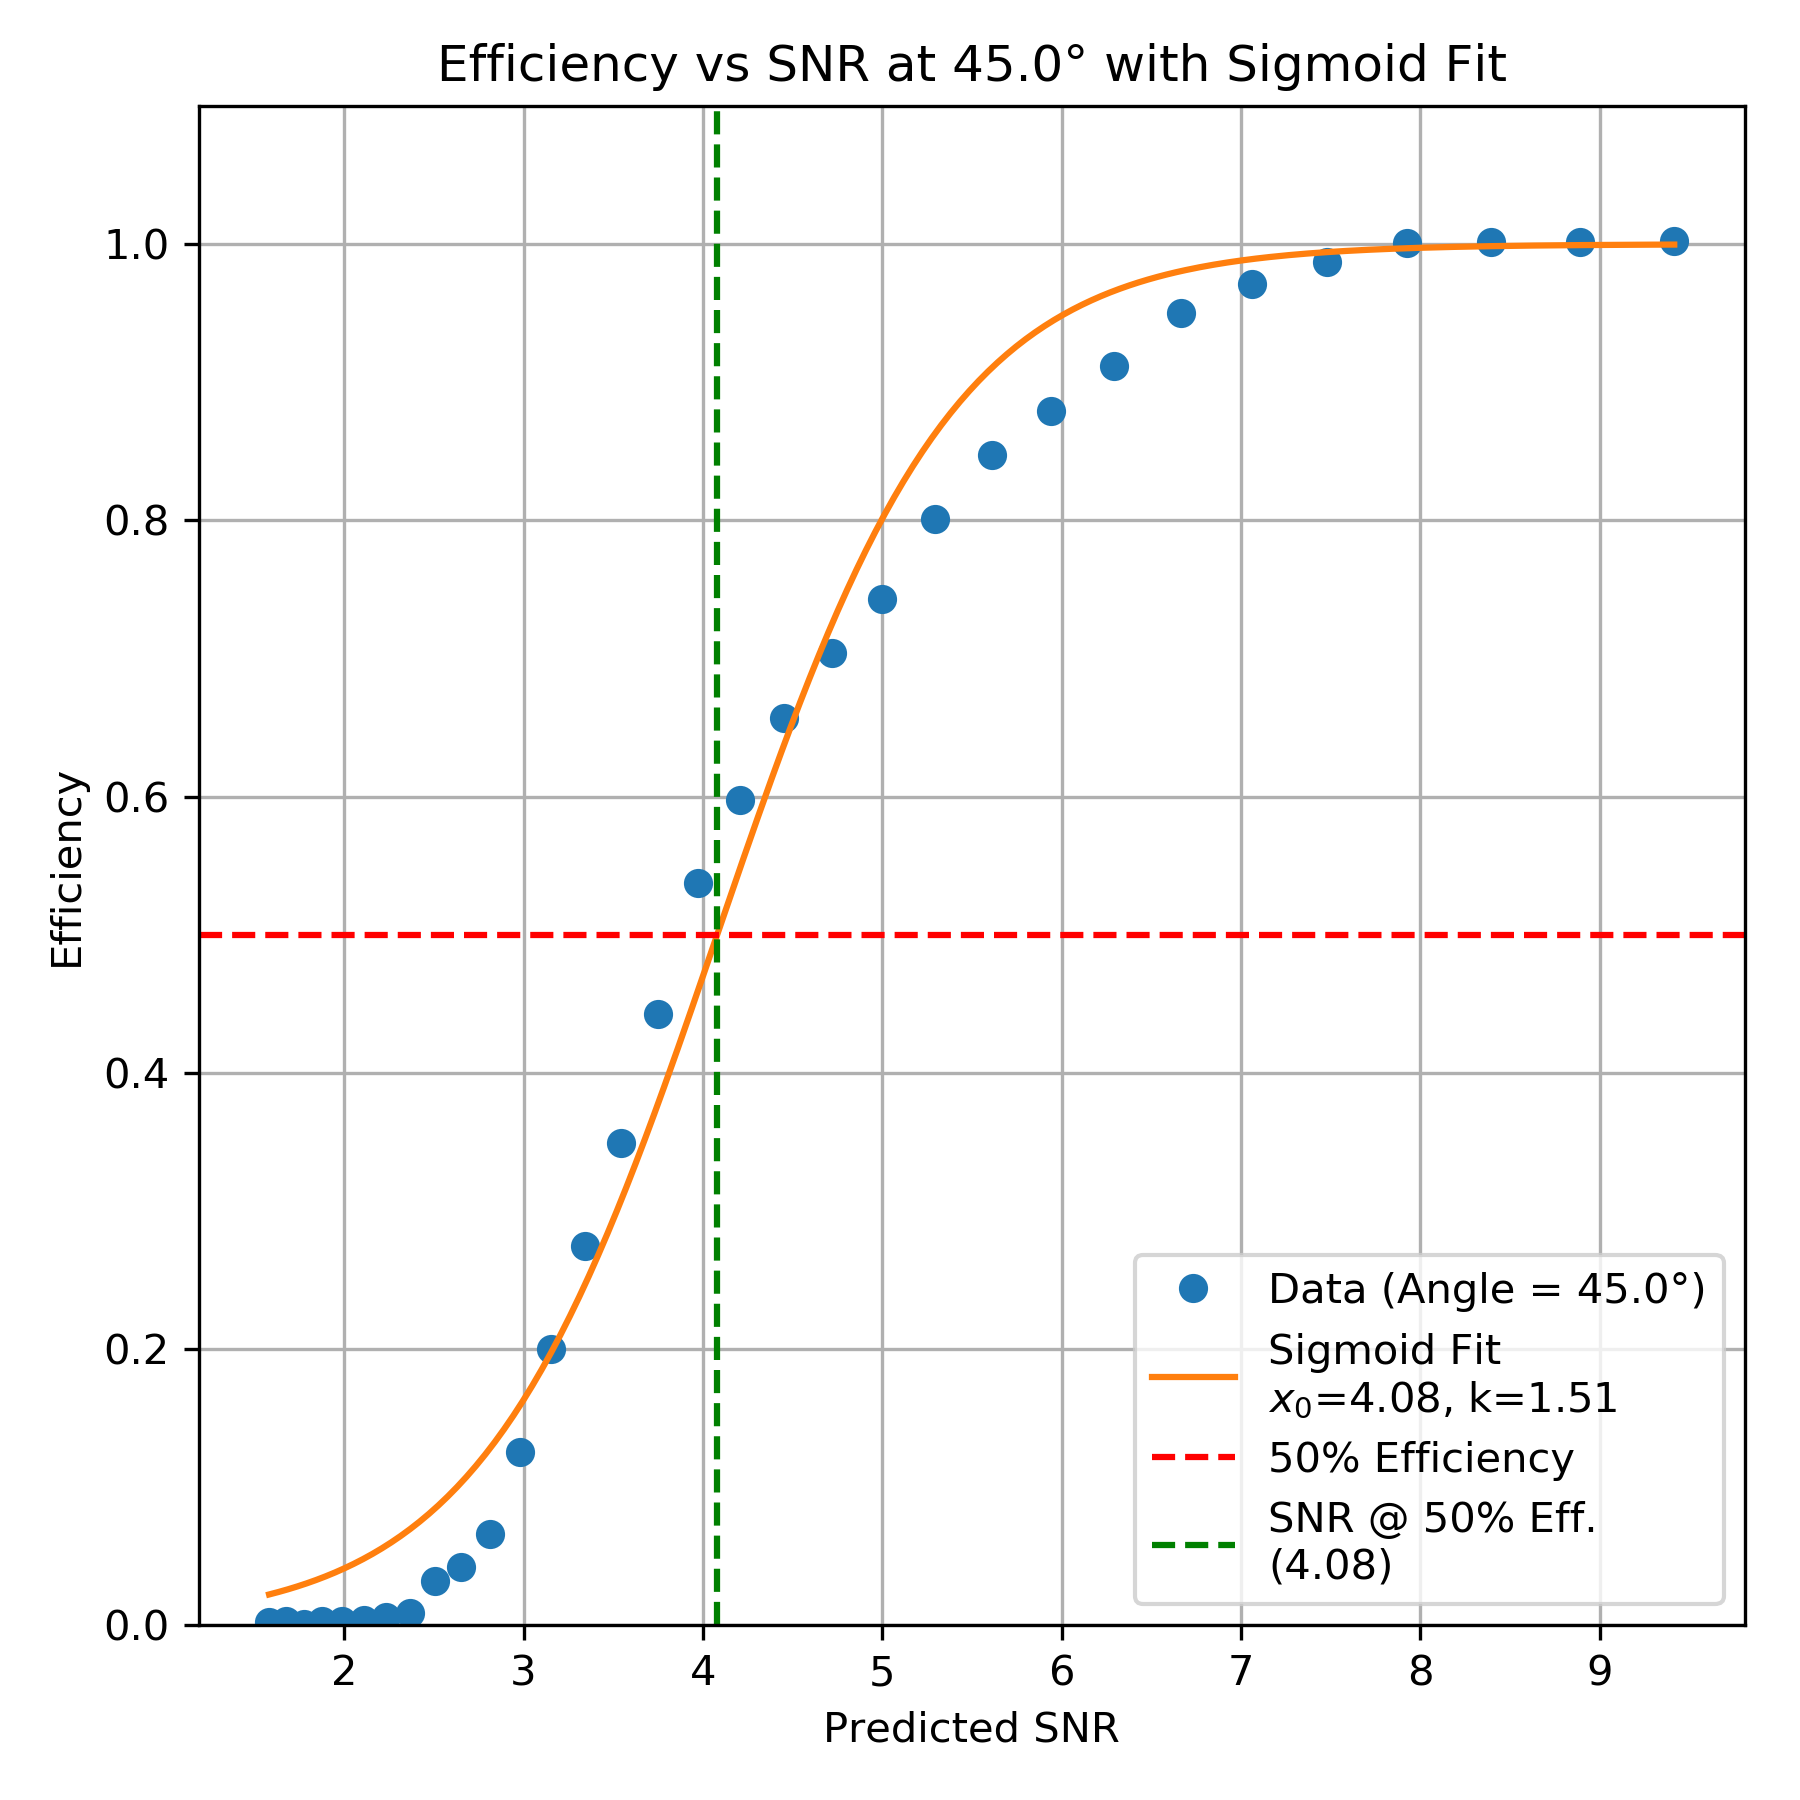 Efficiency vs SNR at 45.0° with Sigmoid Fit
Efficiency
1.0
0.8
0.6
0.4
0.2
0.0
2 3 4 5 6 7 8 9
Predicted SNR
Data (Angle = 45.0°)
Sigmoid Fit
x₀=4.08, k=1.51
50% Efficiency
SNR @ 50% Eff.
(4.08)